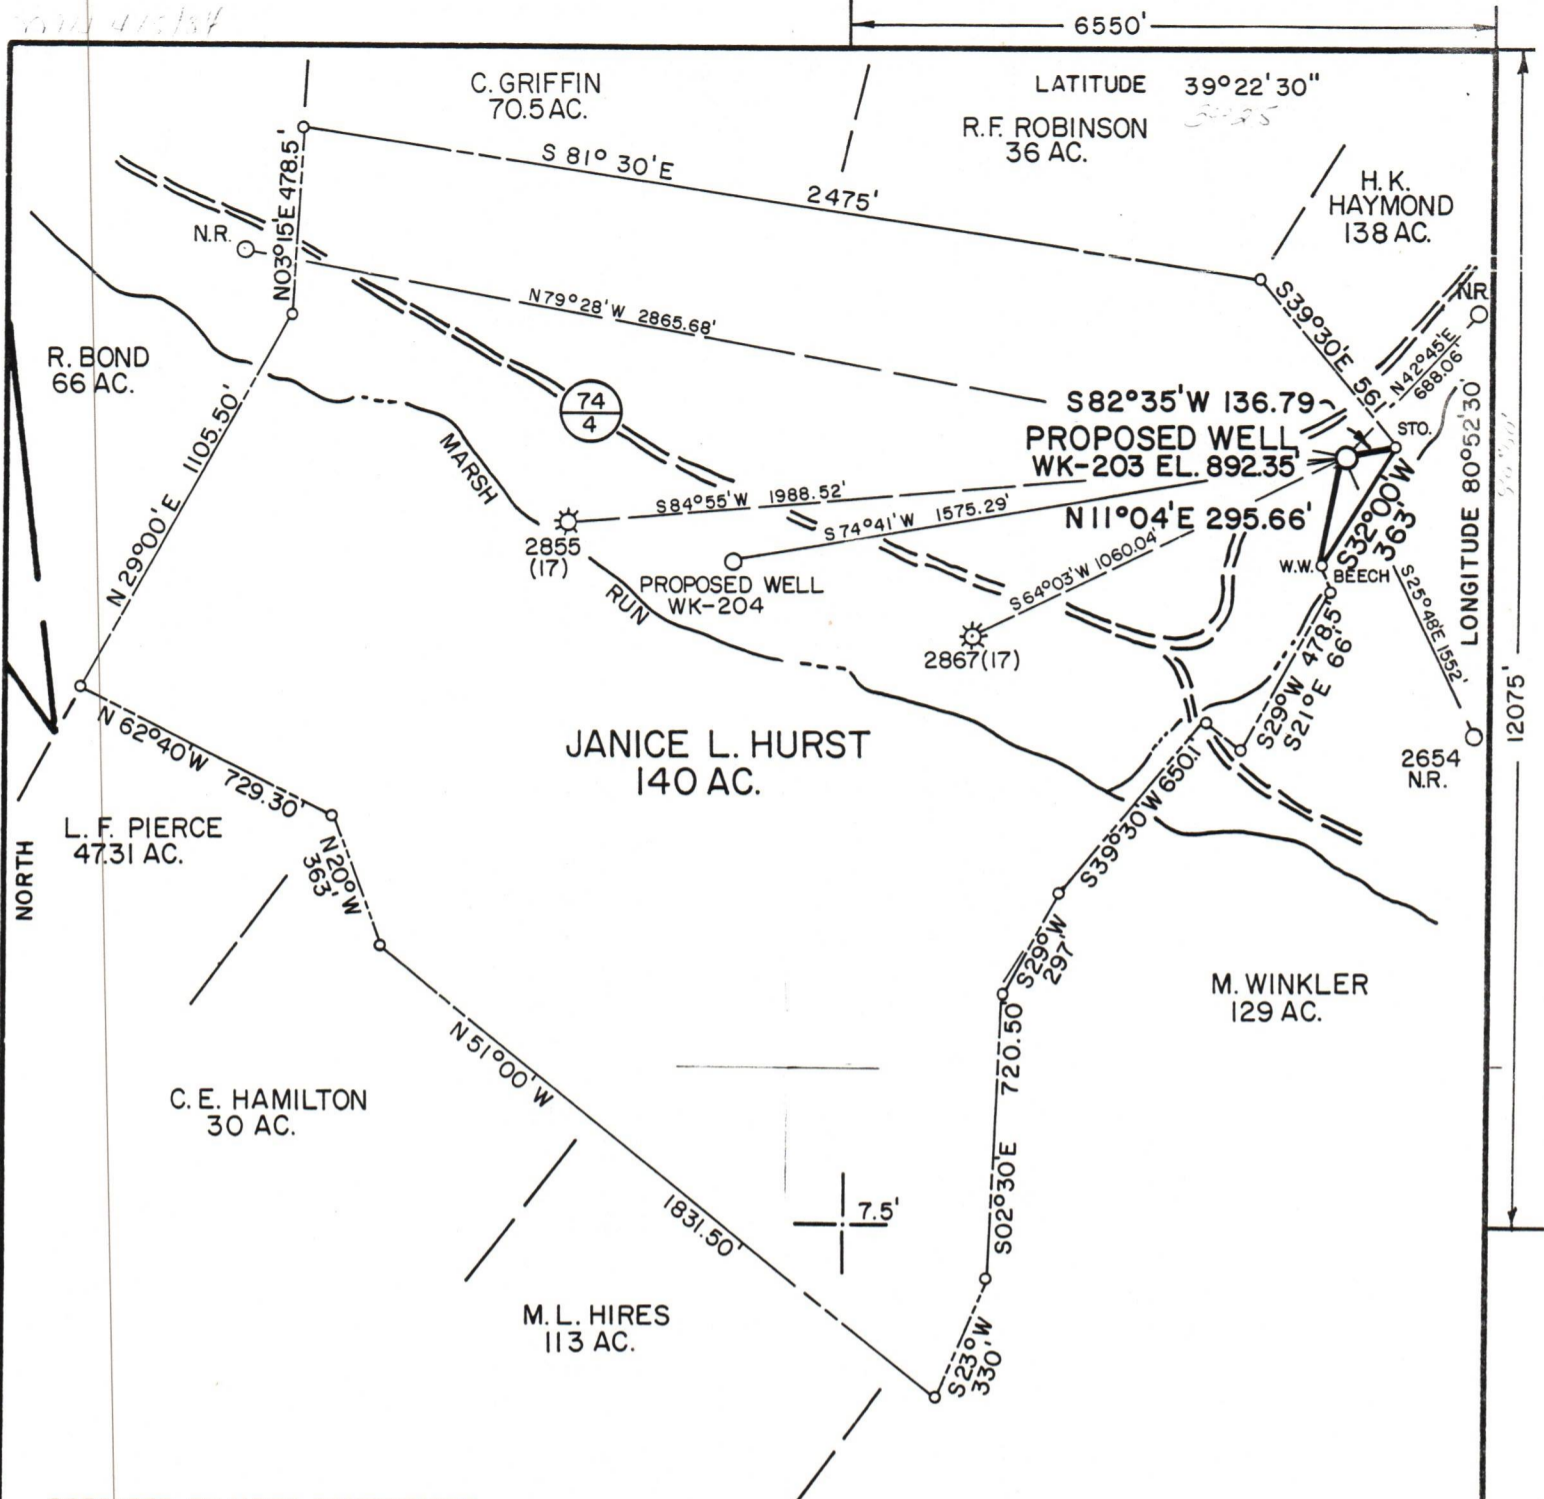 6550'
C. GRIFFIN
70.5 AC.
LATITUDE 39°22'30"
R.F. ROBINSON
36 AC.
H. K.
HAYMOND
138 AC.
S 81° 30' E
2475'
N03°15'E 478.5'
N.R.
N79°28'W 2865.68'
S39°30'E 561'
N.R.
N42°45'E
688.06'
R. BOND
66 AC.
74
4
S82°35'W 136.79
STO.
PROPOSED WELL
WK-203 EL. 892.35'
N11°04'E 295.66'
LONGITUDE 80°52'30'
N 29°00' E 1105.50'
MARSH
RUN
S84°55'W 1988.52'
S74°41'W 1575.29'
S64°03'W 1060.04'
2855
(17)
PROPOSED WELL
WK-204
2867(17)
W.W.
BEECH
S32°00'W
363'
S25°48'E 1552'
S29°W 478.5'
S21°E 66'
12075'
2654
N.R.
N 62°40'W 729.30'
JANICE L. HURST
140 AC.
S39°30'W 650.1'
L. F. PIERCE
47.31 AC.
NORTH
N20°W
363'
S29°W
297'
M. WINKLER
129 AC.
N 51°00' W
1831.50'
C. E. HAMILTON
30 AC.
S02°30'E 720.50'
7.5'
M. L. HIRES
113 AC.
S23°W
330'